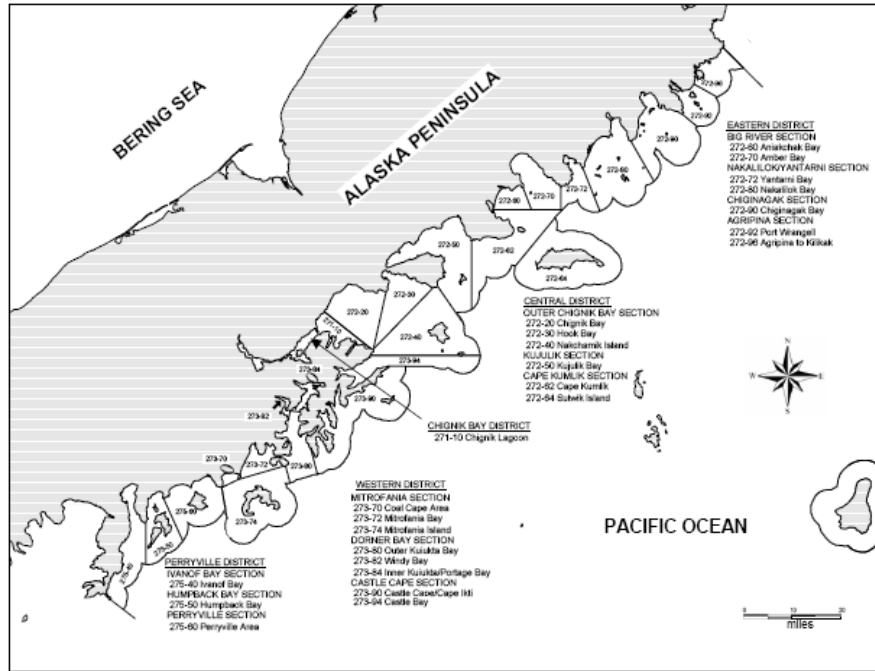 BERING SEA
ALASKA PENINSULA
272-96
272-92
272-90
272-80
272-72
272-70
272-60
272-62
272-64
272-50
272-30
272-20
272-40
271-10
273-94
273-84
273-90
273-82
273-70
273-72
273-80
273-74
275-60
275-50
275-40
EASTERN DISTRICT
BIG RIVER SECTION
272-60 Aniakchak Bay
272-70 Amber Bay
NAKALILOK/YANTARNI SECTION
272-72 Yantarni Bay
272-80 Nakalilok Bay
CHIGINAGAK SECTION
272-90 Chiginagak Bay
AGRIPINA SECTION
272-92 Port Wrangell
272-96 Agripina to Kilikak
CENTRAL DISTRICT
OUTER CHIGNIK BAY SECTION
272-20 Chignik Bay
272-30 Hook Bay
272-40 Nakchamik Island
KUJULIK SECTION
272-50 Kujulik Bay
CAPE KUMLIK SECTION
272-62 Cape Kumlik
272-64 Sutwik Island
N
W E
S
CHIGNIK BAY DISTRICT
271-10 Chignik Lagoon
WESTERN DISTRICT
MITROFANIA SECTION
273-70 Coal Cape Area
273-72 Mitrofania Bay
273-74 Mitrofania Island
DORNER BAY SECTION
273-80 Outer Kuiukta Bay
273-82 Windy Bay
273-84 Inner Kuiukta/Portage Bay
CASTLE CAPE SECTION
273-90 Castle Cape/Cape Ikti
273-94 Castle Bay
PERRYVILLE DISTRICT
IVANOF BAY SECTION
275-40 Ivanof Bay
HUMPBACK BAY SECTION
275-50 Humpback Bay
PERRYVILLE SECTION
275-60 Perryville Area
PACIFIC OCEAN
0 10 20
miles